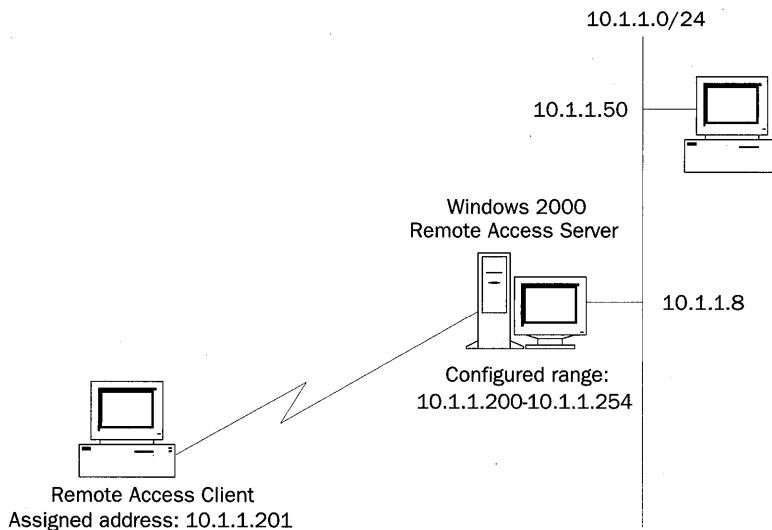 10.1.1.0/24
10.1.1.50
Windows 2000
Remote Access Server
10.1.1.8
Configured range:
10.1.1.200-10.1.1.254
Remote Access Client
Assigned address: 10.1.1.201